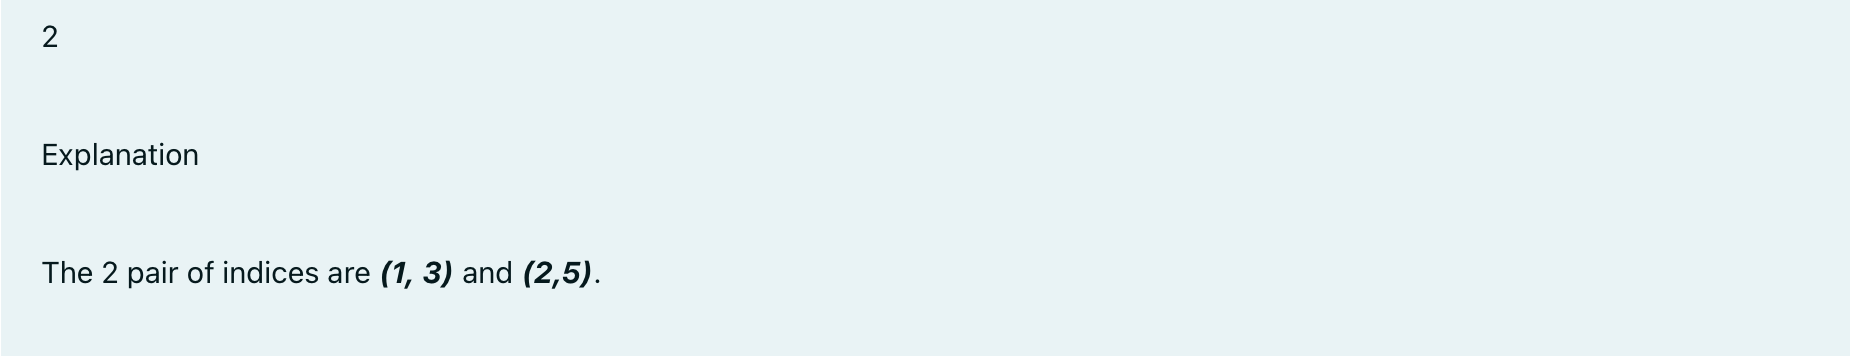 2
Explanation
The 2 pair of indices are (1, 3) and (2,5).